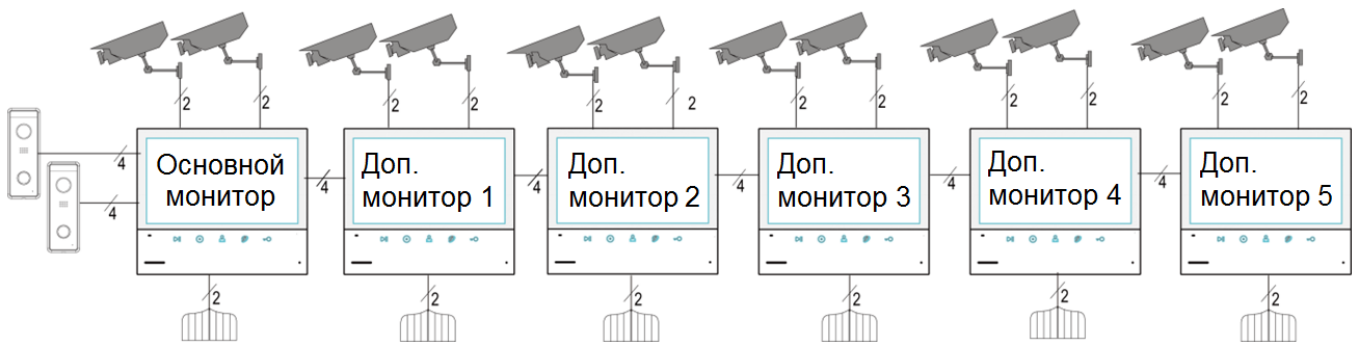 2 2 2 2 2 2 2 2 2 2 2 2
Основной монитор
Доп. монитор 1
Доп. монитор 2
Доп. монитор 3
Доп. монитор 4
Доп. монитор 5
4 4 4 4 4 4
4
2 2 2 2 2 2